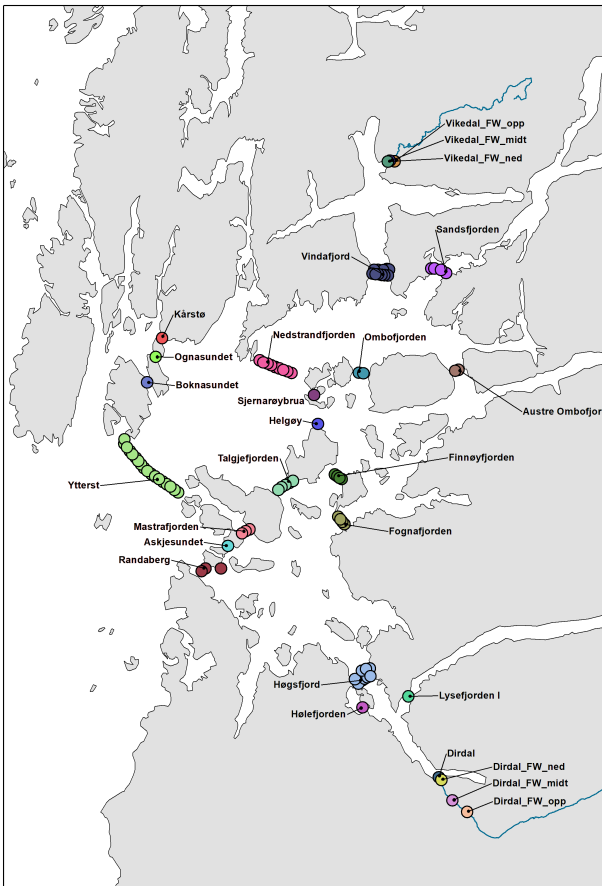 Vikedal_FW_opp
Vikedal_FW_midt
Vikedal_FW_ned
Sandsfjorden
Vindafjord
Kårstø
Nedstrandfjorden
Ombofjorden
Ognasundet
Boknasundet
Sjernarøybrua
Austre Ombofjor
Helgøy
Talgjefjorden
Finnøyfjorden
Ytterst
Mastrafjorden
Fognafjorden
Askjesundet
Randaberg
Høgsfjord
Lysefjorden I
Hølefjorden
Dirdal
Dirdal_FW_ned
Dirdal_FW_midt
Dirdal_FW_opp